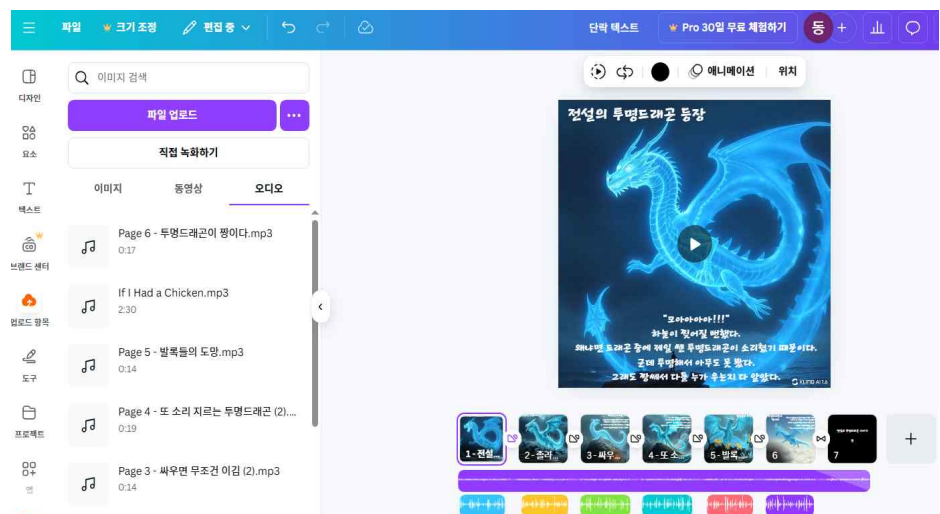 파일
크기 조정
편집 중
단락 텍스트
Pro 30일 무료 체험하기
동
+
디자인
요소
텍스트
브랜드 센터
업로드 항목
도구
프로젝트
앱
이미지 검색
파일 업로드
직접 녹화하기
이미지
동영상
오디오
Page 6 - 투명드래곤이 짱이다.mp3
0:17
If I Had a Chicken.mp3
2:30
Page 5 - 발록들의 도망.mp3
0:14
Page 4 - 또 소리 지르는 투명드래곤 (2)....
0:19
Page 3 - 싸우면 무조건 이김 (2).mp3
0:14
애니메이션
위치
전설의 투명드래곤 등장
"크아아아아!!!"
하늘이 찢어질 뻔했다.
왜냐면 드래곤 중에 제일 쎈 투명드래곤이 소리쳤기 때문이다.
근데 투명해서 아무도 못 봤다.
그래도 짱쎄서 다들 누가 우는지 다 알았다.
KLING AI
1 - 전설...
2 - 졸라...
3 - 싸우...
4 - 또 소...
5 - 발록...
6
7
+